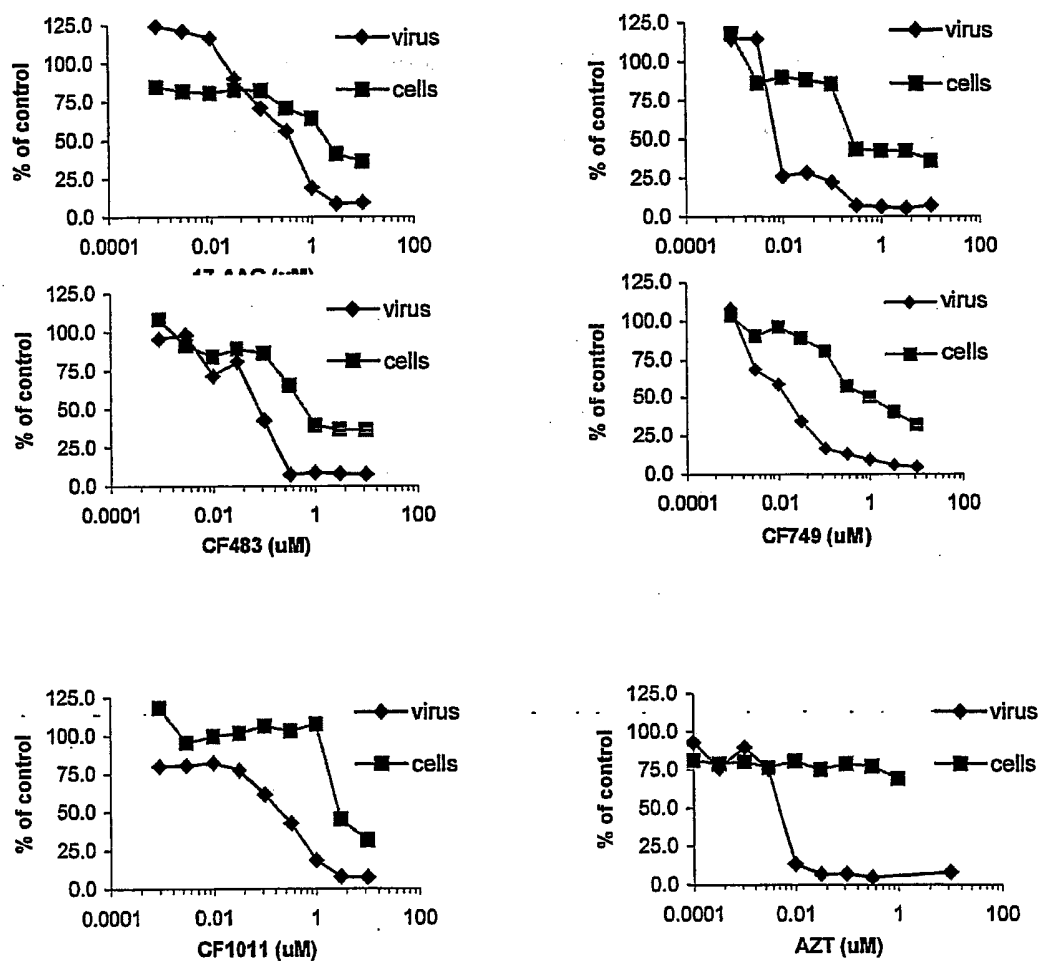 % of control
125.0
100.0
75.0
50.0
25.0
0.0
0.0001
0.01
1
100
virus
cells
% of control
125.0
100.0
75.0
50.0
25.0
0.0
0.0001
0.01
1
100
virus
cells
% of control
125.0
100.0
75.0
50.0
25.0
0.0
0.0001
0.01
1
100
CF483 (uM)
virus
cells
% of control
125.0
100.0
75.0
50.0
25.0
0.0
0.0001
0.01
1
100
CF749 (uM)
virus
cells
% of control
125.0
100.0
75.0
50.0
25.0
0.0
0.0001
0.01
1
100
CF1011 (uM)
virus
cells
% of control
125.0
100.0
75.0
50.0
25.0
0.0
0.0001
0.01
1
100
AZT (uM)
virus
cells